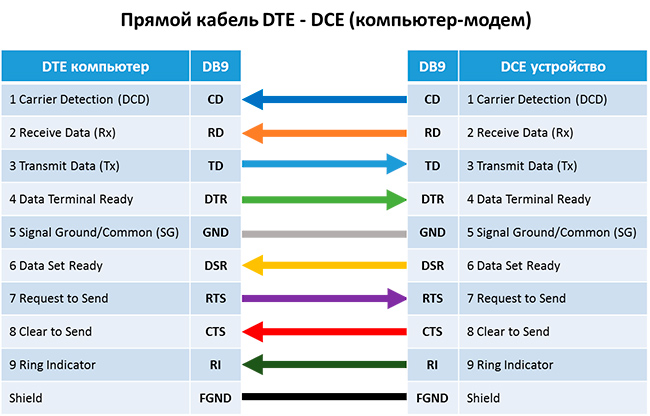 Прямой кабель DTE - DCE (компьютер-модем)
DTE компьютер DB9 DB9 DCE устройство
1 Carrier Detection (DCD) CD CD 1 Carrier Detection (DCD)
2 Receive Data (Rx) RD RD 2 Receive Data (Rx)
3 Transmit Data (Tx) TD TD 3 Transmit Data (Tx)
4 Data Terminal Ready DTR DTR 4 Data Terminal Ready
5 Signal Ground/Common (SG) GND GND 5 Signal Ground/Common (SG)
6 Data Set Ready DSR DSR 6 Data Set Ready
7 Request to Send RTS RTS 7 Request to Send
8 Clear to Send CTS CTS 8 Clear to Send
9 Ring Indicator RI RI 9 Ring Indicator
Shield FGND FGND Shield